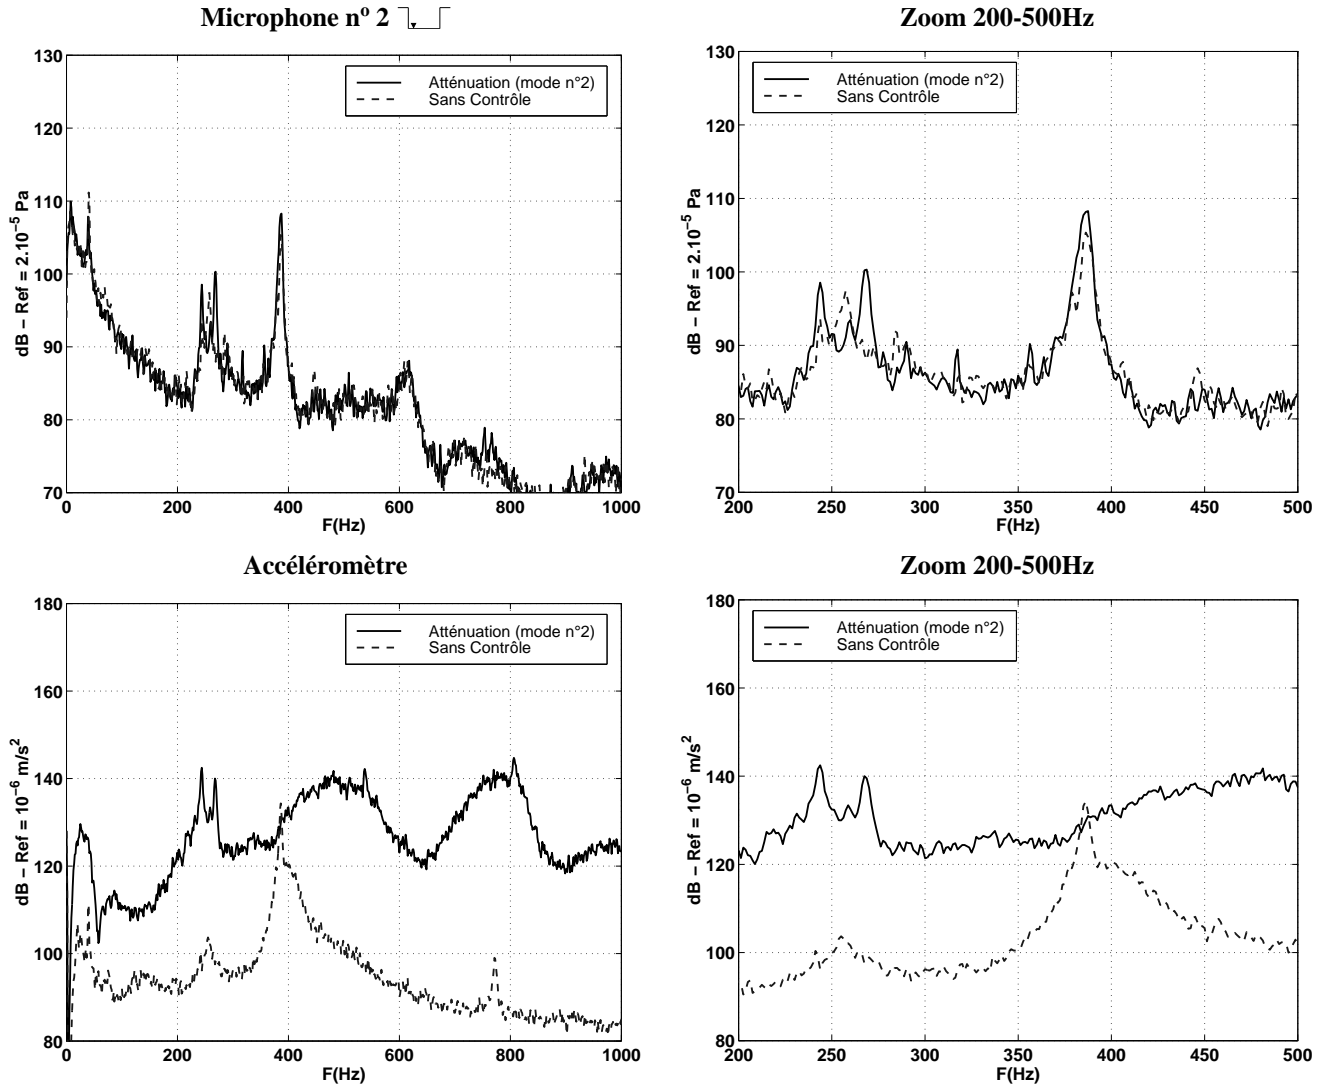 Microphone nº 2
Zoom 200-500Hz
130
120
110
100
90
80
70
dB – Ref = 2.10⁻⁵ Pa
Atténuation (mode n°2)
Sans Contrôle
0
200
400
600
800
1000
F(Hz)
130
120
110
100
90
80
70
dB – Ref = 2.10⁻⁵ Pa
Atténuation (mode n°2)
Sans Contrôle
200
250
300
350
400
450
500
F(Hz)
Accéléromètre
Zoom 200-500Hz
180
160
140
120
100
80
dB – Ref = 10⁻⁶ m/s²
Atténuation (mode n°2)
Sans Contrôle
0
200
400
600
800
1000
F(Hz)
180
160
140
120
100
80
dB – Ref = 10⁻⁶ m/s²
Atténuation (mode n°2)
Sans Contrôle
200
250
300
350
400
450
500
F(Hz)